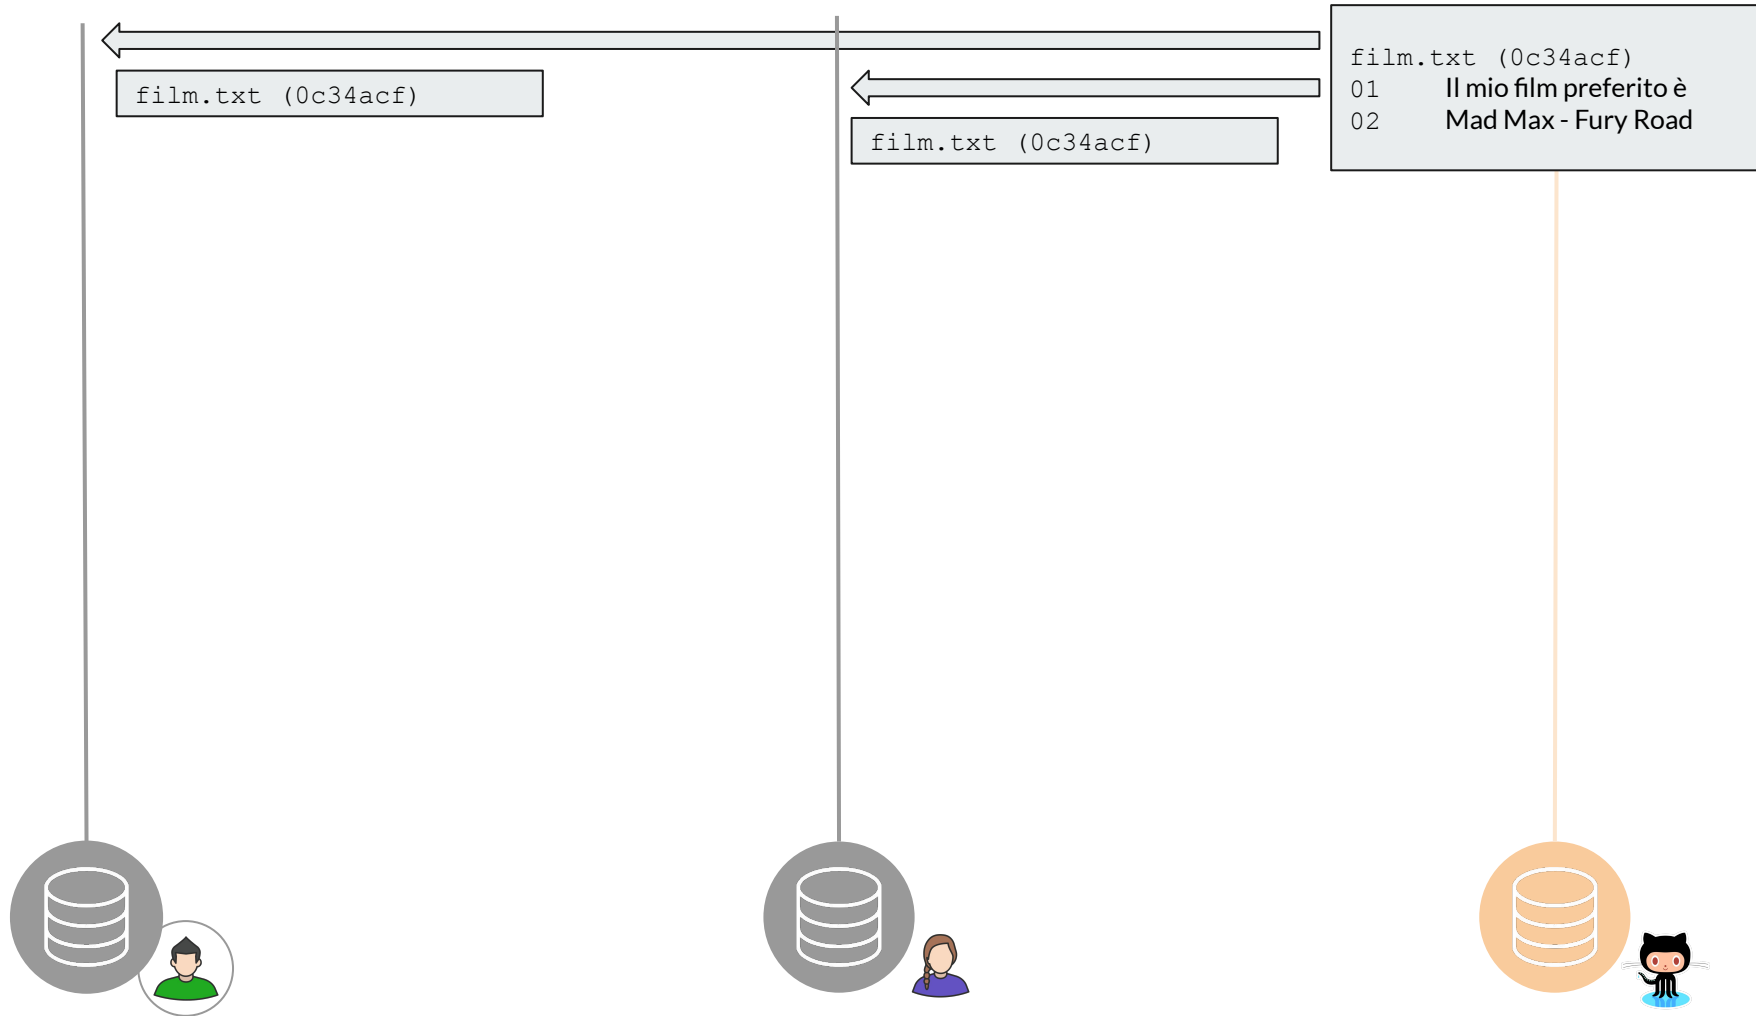 film.txt (0c34acf)
film.txt (0c34acf)
film.txt (0c34acf)
01 Il mio film preferito è
02 Mad Max - Fury Road